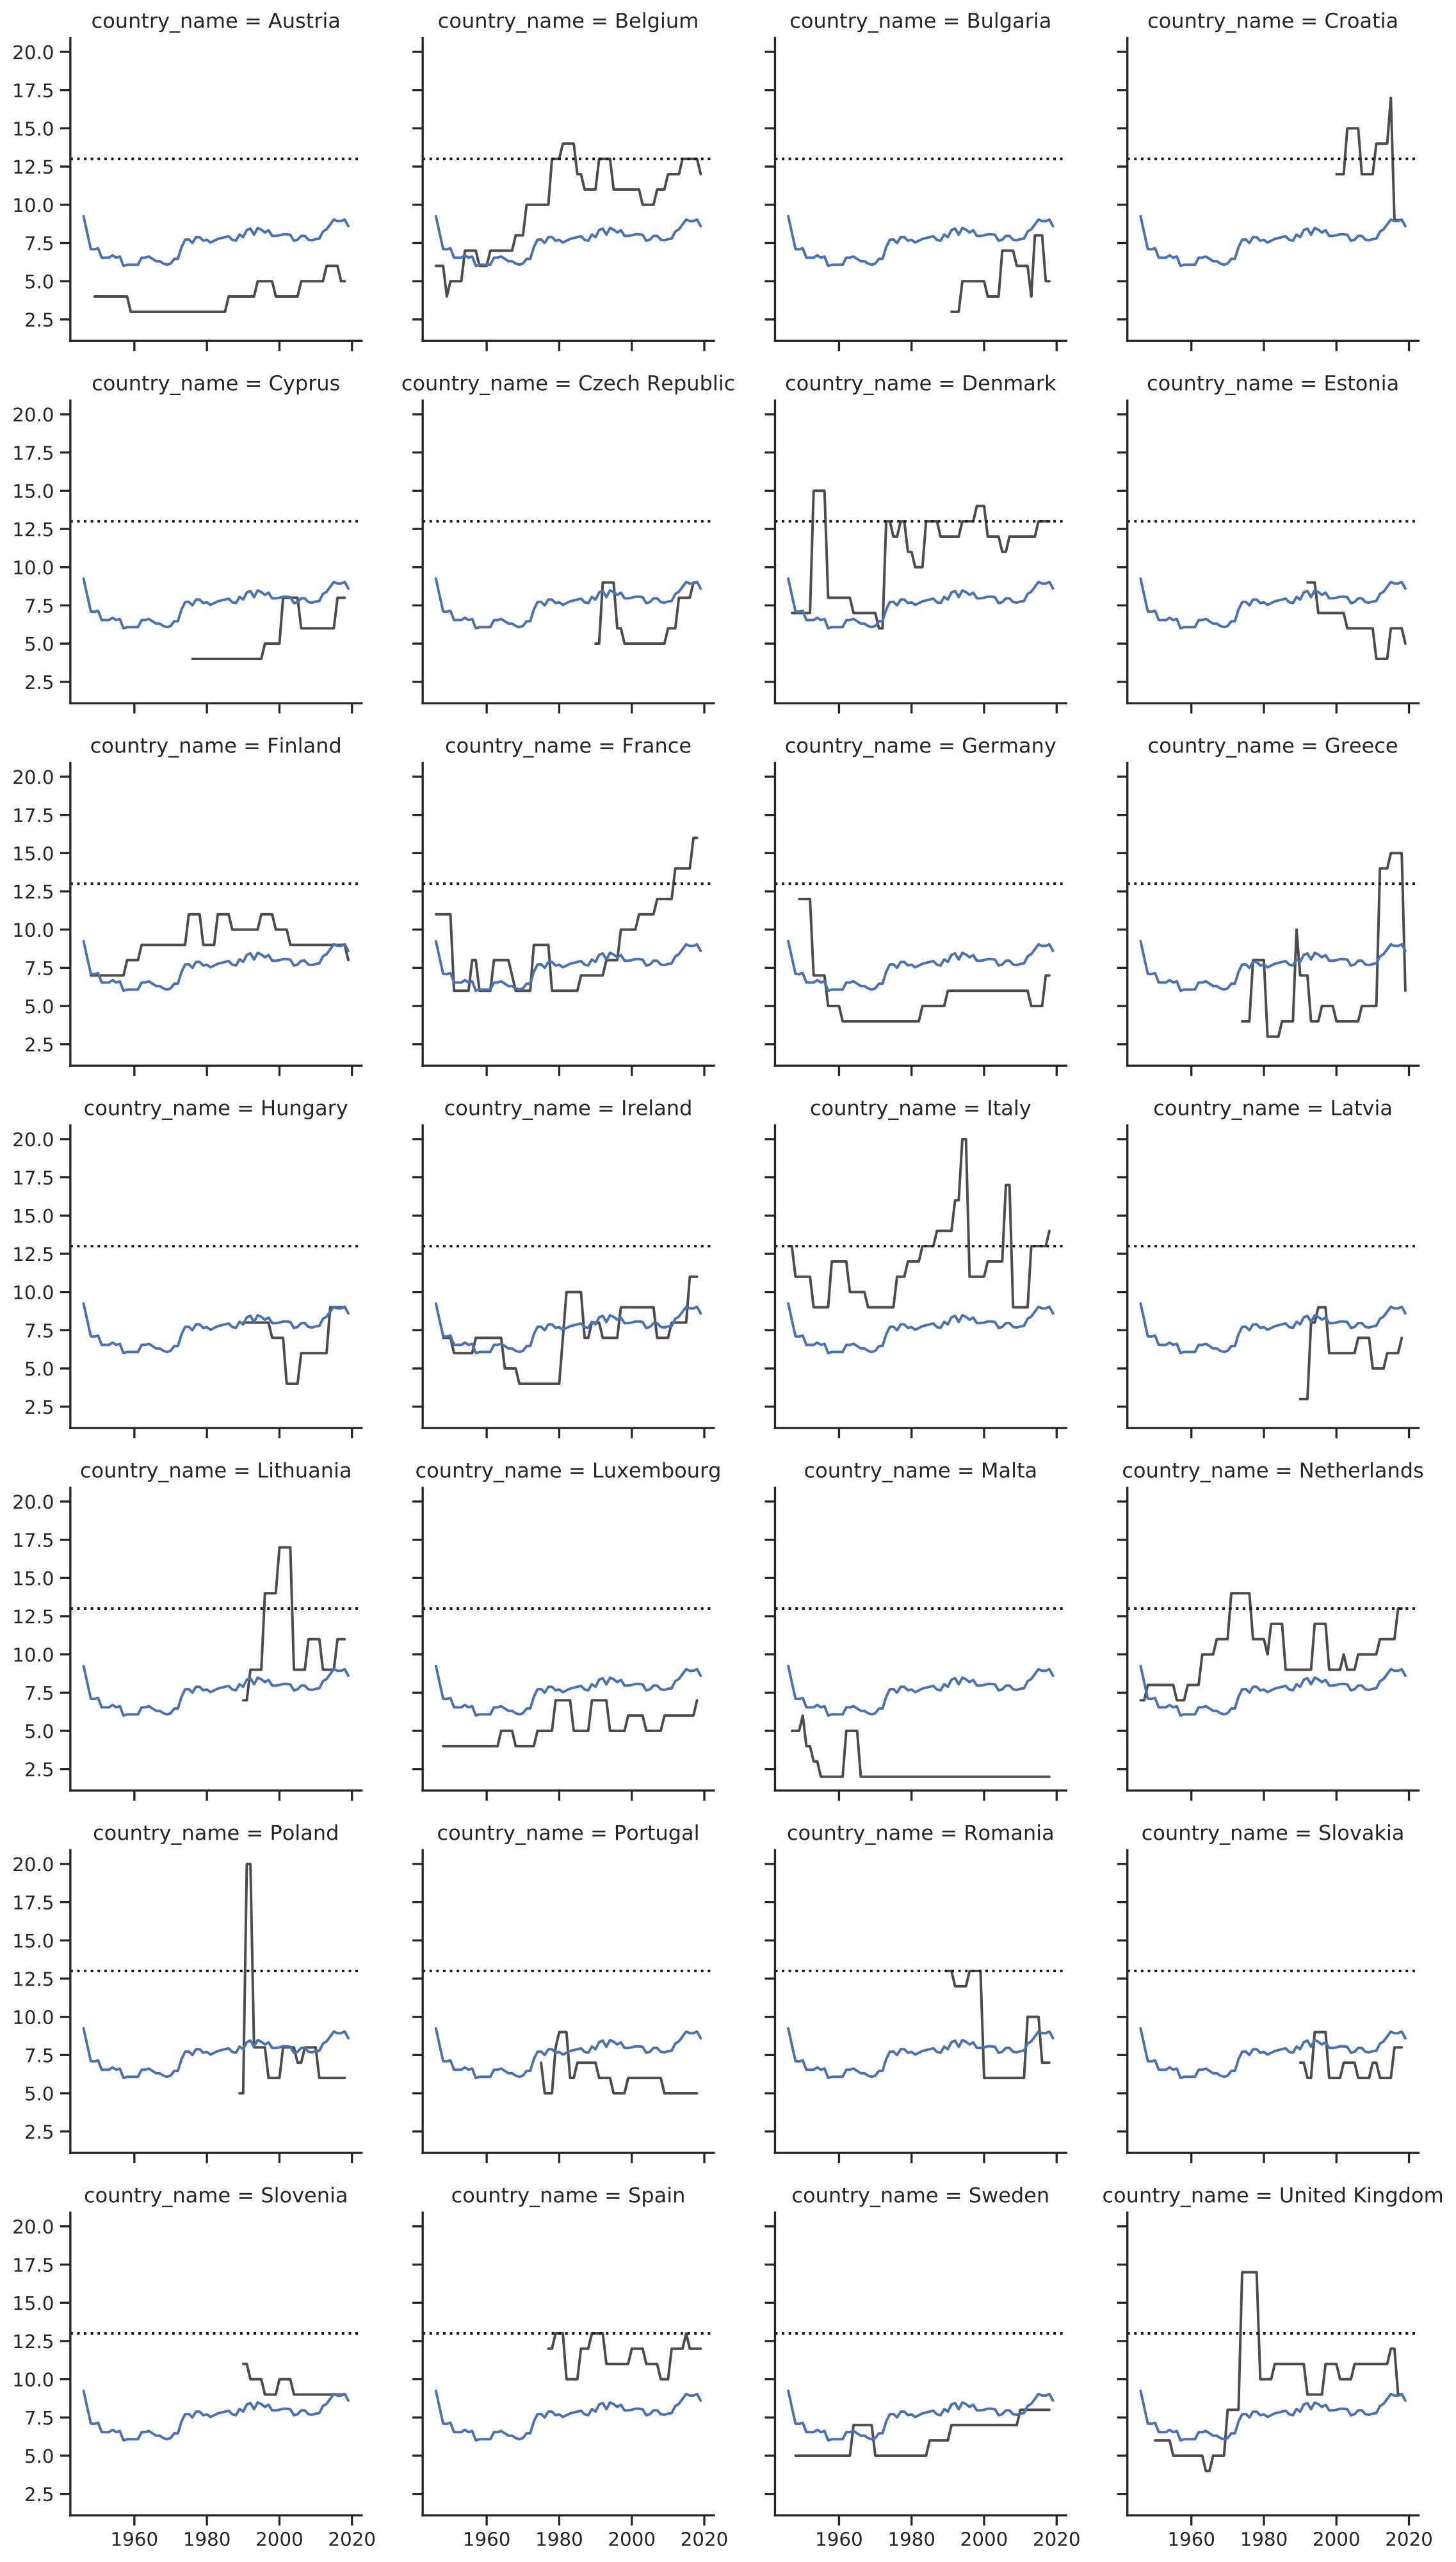 country_name = Austria
country_name = Belgium
country_name = Bulgaria
country_name = Croatia
20.0
17.5
15.0
12.5
10.0
7.5
5.0
2.5
country_name = Cyprus
country_name = Czech Republic
country_name = Denmark
country_name = Estonia
20.0
17.5
15.0
12.5
10.0
7.5
5.0
2.5
country_name = Finland
country_name = France
country_name = Germany
country_name = Greece
20.0
17.5
15.0
12.5
10.0
7.5
5.0
2.5
country_name = Hungary
country_name = Ireland
country_name = Italy
country_name = Latvia
20.0
17.5
15.0
12.5
10.0
7.5
5.0
2.5
country_name = Lithuania
country_name = Luxembourg
country_name = Malta
country_name = Netherlands
20.0
17.5
15.0
12.5
10.0
7.5
5.0
2.5
country_name = Poland
country_name = Portugal
country_name = Romania
country_name = Slovakia
20.0
17.5
15.0
12.5
10.0
7.5
5.0
2.5
country_name = Slovenia
country_name = Spain
country_name = Sweden
country_name = United Kingdom
20.0
17.5
15.0
12.5
10.0
7.5
5.0
2.5
1960 1980 2000 2020
1960 1980 2000 2020
1960 1980 2000 2020
1960 1980 2000 2020